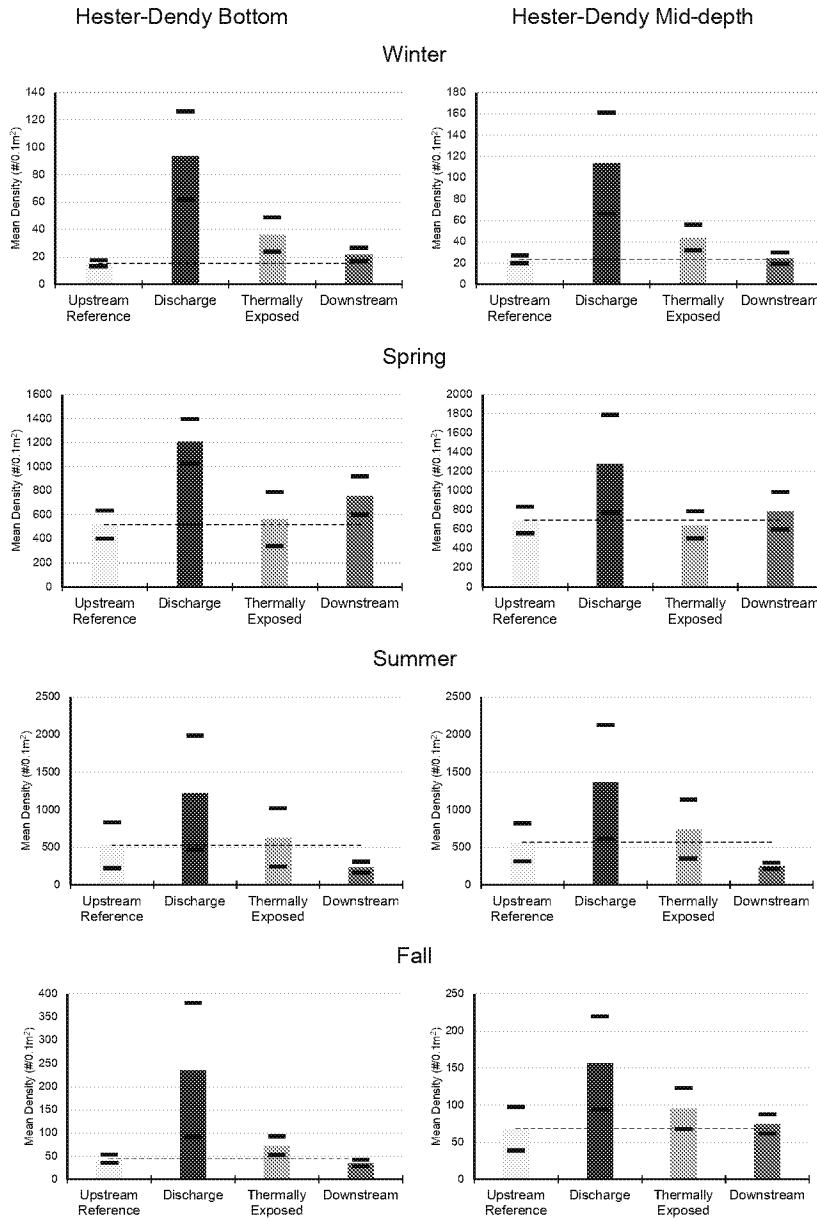 Hester-Dendy Bottom
Hester-Dendy Mid-depth
Winter
Mean Density (#/0.1m²)
140
120
100
80
60
40
20
0
Upstream Reference
Discharge
Thermally Exposed
Downstream
Mean Density (#/0.1m²)
180
160
140
120
100
80
60
40
20
0
Upstream Reference
Discharge
Thermally Exposed
Downstream
Spring
Mean Density (#/0.1m²)
1600
1400
1200
1000
800
600
400
200
0
Upstream Reference
Discharge
Thermally Exposed
Downstream
Mean Density (#/0.1m²)
2000
1800
1600
1400
1200
1000
800
600
400
200
0
Upstream Reference
Discharge
Thermally Exposed
Downstream
Summer
Mean Density (#/0.1m²)
2500
2000
1500
1000
500
0
Upstream Reference
Discharge
Thermally Exposed
Downstream
Mean Density (#/0.1m²)
2500
2000
1500
1000
500
0
Upstream Reference
Discharge
Thermally Exposed
Downstream
Fall
Mean Density (#/0.1m²)
400
350
300
250
200
150
100
50
0
Upstream Reference
Discharge
Thermally Exposed
Downstream
Mean Density (#/0.1m²)
250
200
150
100
50
0
Upstream Reference
Discharge
Thermally Exposed
Downstream